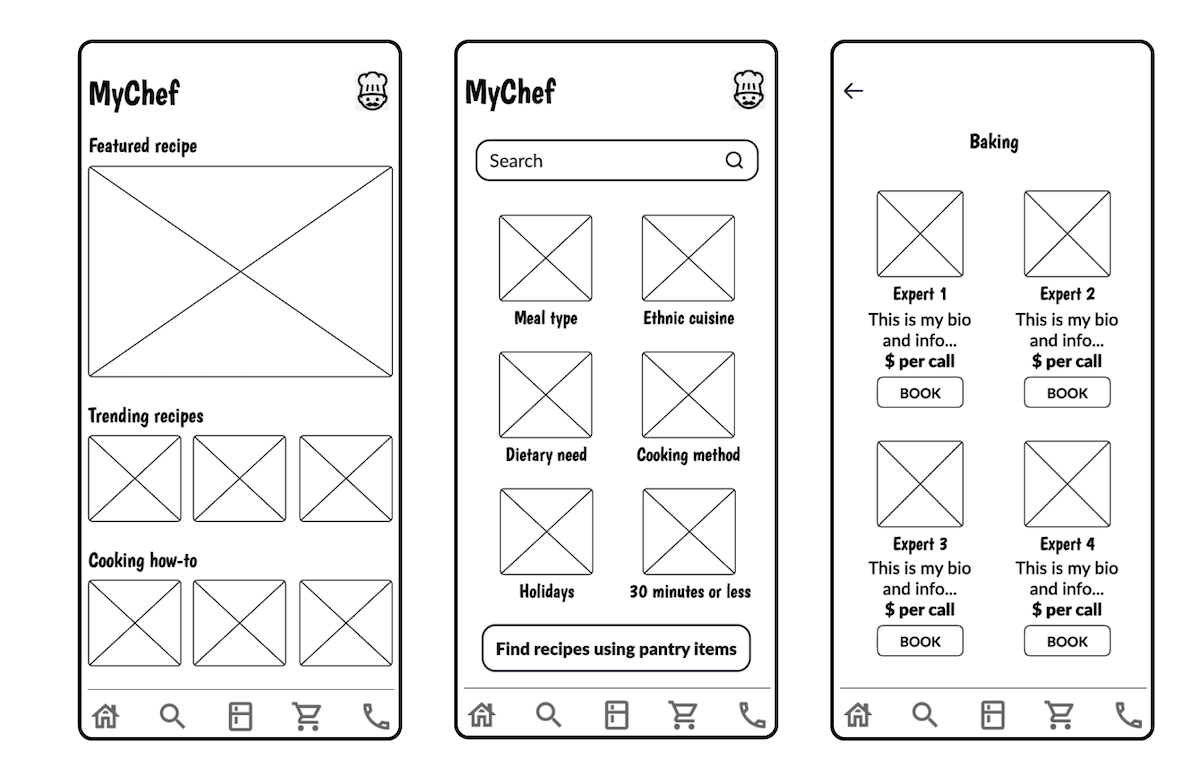 MyChef
Featured recipe
Trending recipes
Cooking how-to
MyChef
Search
Meal type
Ethnic cuisine
Dietary need
Cooking method
Holidays
30 minutes or less
Find recipes using pantry items
Baking
Expert 1
This is my bio
and info...
$ per call
BOOK
Expert 2
This is my bio
and info...
$ per call
BOOK
Expert 3
This is my bio
and info...
$ per call
BOOK
Expert 4
This is my bio
and info...
$ per call
BOOK